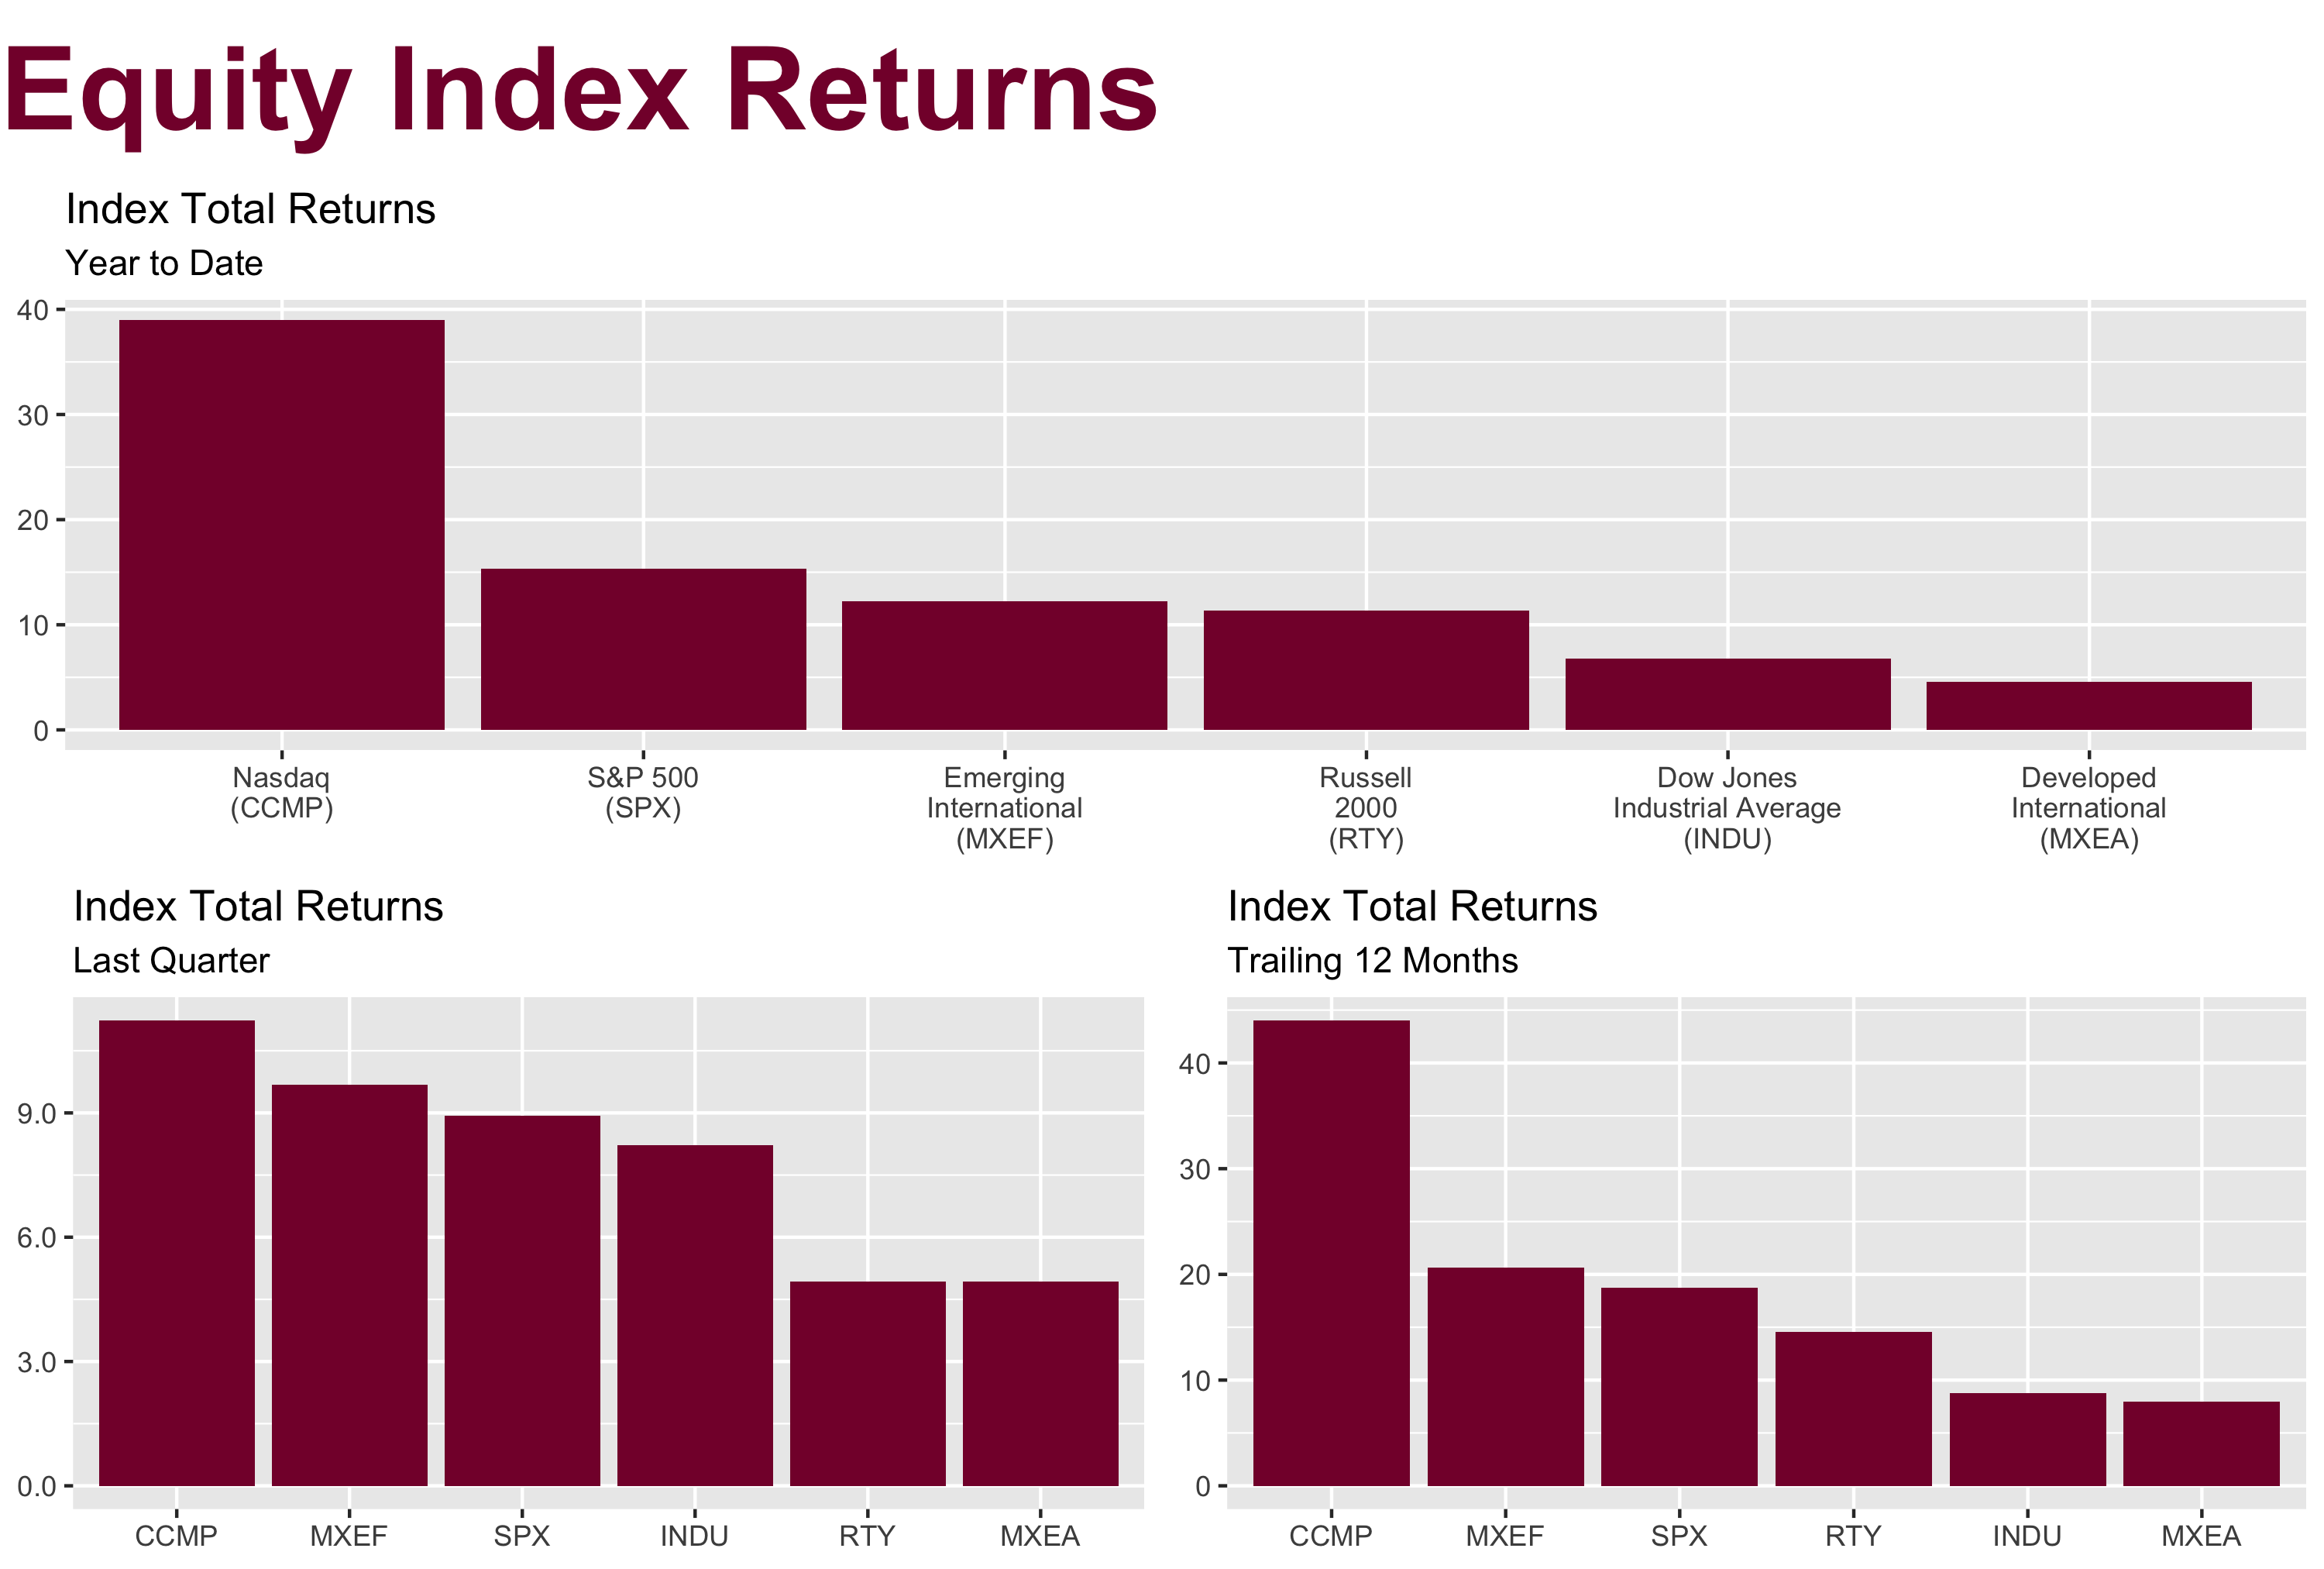 Equity Index Returns
Index Total Returns
Year to Date
40
30
20
10
0
Nasdaq
(CCMP)
S&P 500
(SPX)
Emerging
International
(MXEF)
Russell
2000
(RTY)
Dow Jones
Industrial Average
(INDU)
Developed
International
(MXEA)
Index Total Returns
Last Quarter
9.0
6.0
3.0
0.0
CCMP MXEF SPX INDU RTY MXEA
Index Total Returns
Trailing 12 Months
40
30
20
10
0
CCMP MXEF SPX RTY INDU MXEA